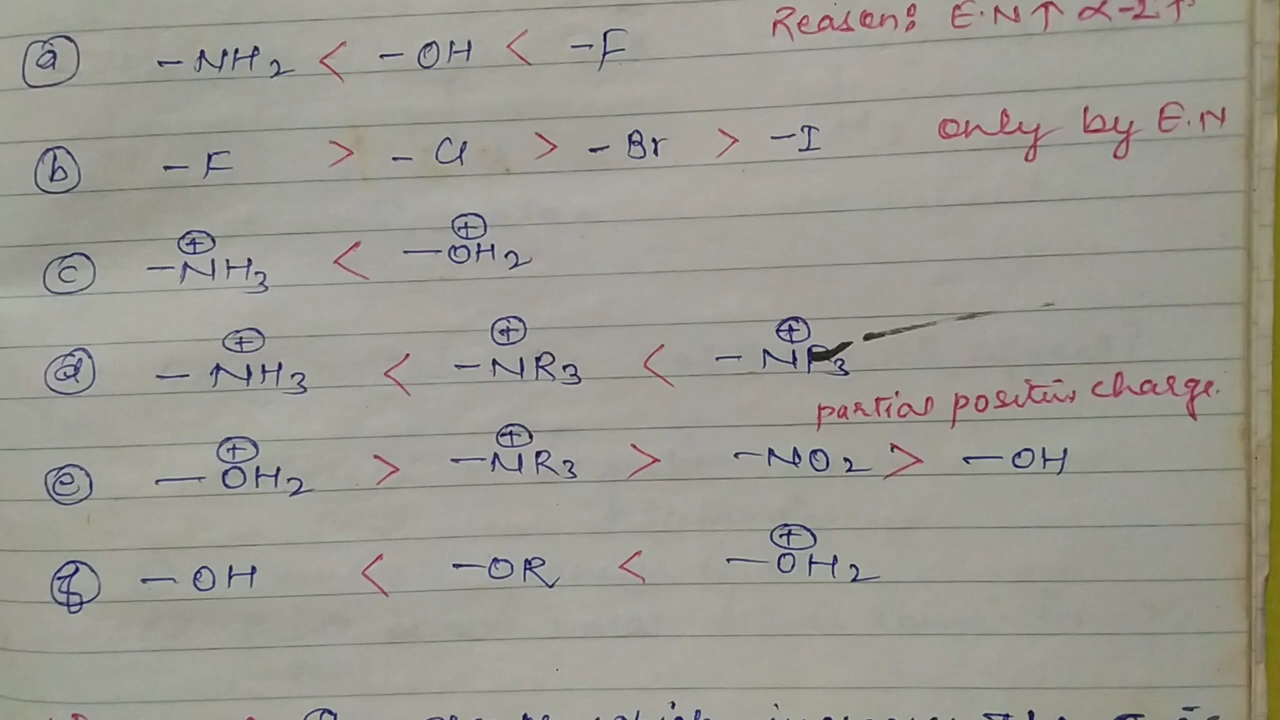 Reason: E.N↑ ∝ -I↑
ⓐ -NH₂ < -OH < -F
ⓑ -F > -Cl > -Br > -I only by E.N
ⓒ -N⊕H₃ < -O⊕H₂
ⓓ -N⊕H₃ < -N⊕R₃ < -N⊕F₃
partial positive charge.
ⓔ -O⊕H₂ > -N⊕R₃ > -NO₂ > -OH
ⓕ -OH < -OR < -O⊕H₂